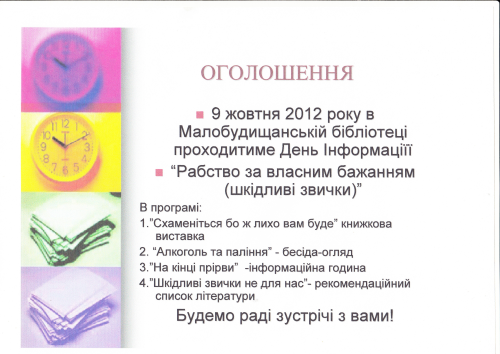 ОГОЛОШЕННЯ
9 жовтня 2012 року в
Малобудищанській бібліотеці
проходитиме День Інформаціїї
“Рабство за власним бажанням
(шкідливі звички)”
В програмі:
1.”Схаменіться бо ж лихо вам буде” книжкова
виставка
2. “Алкоголь та паління” - бесіда-огляд
3.”На кінці прірви” -інформаційна година
4.”Шкідливі звички не для нас”- рекомендаційний
список літератури
Будемо раді зустрічі з вами!